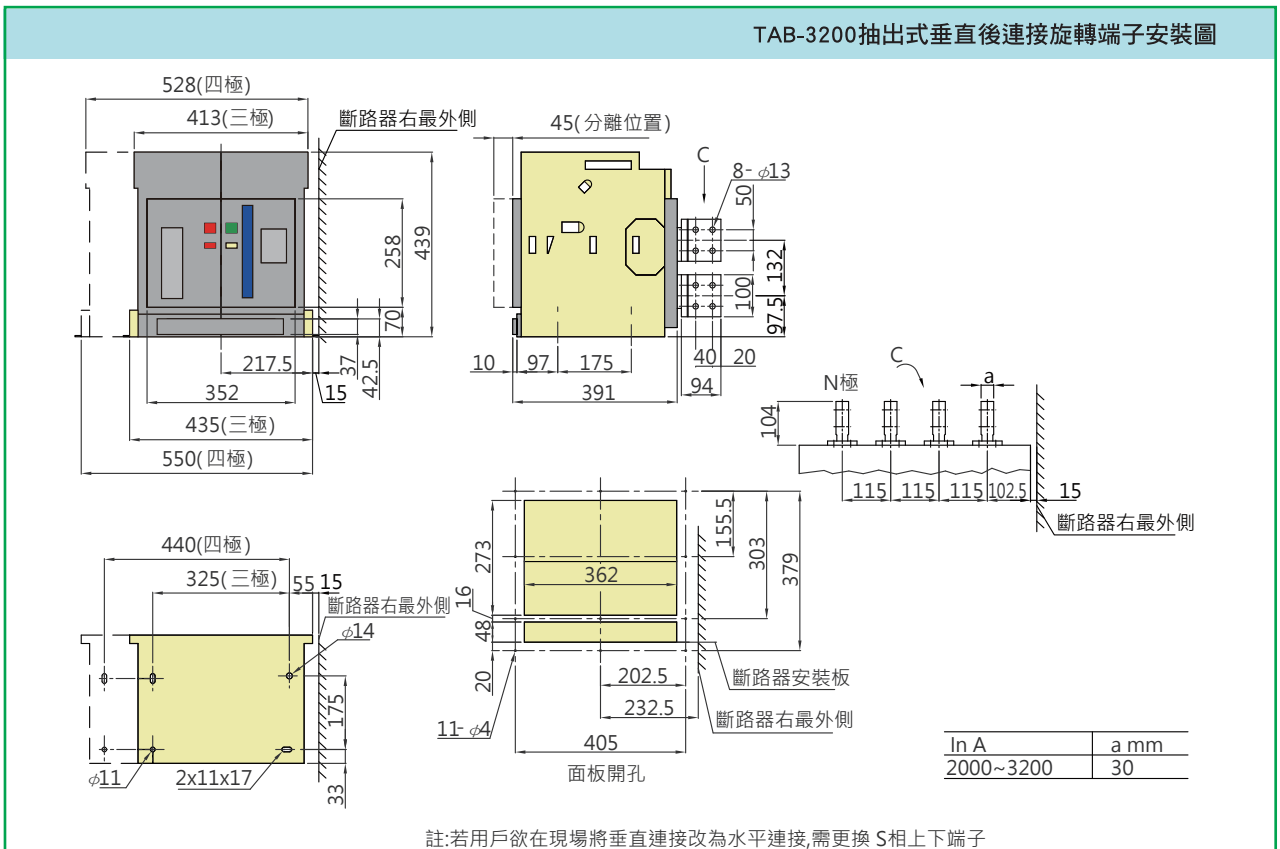 TAB-3200抽出式垂直後連接旋轉端子安裝圖
528(四極)
413(三極)
斷路器右最外側
258
439
70
37
42.5
217.5
15
352
435(三極)
550(四極)
45(分離位置)
C
8-φ13
50
132
100
97.5
10
97
175
40
20
391
94
C
N極
a
104
115
115
115
102.5
15
斷路器右最外側
440(四極)
325(三極)
55
15
斷路器右最外側
φ14
175
φ11
2x11x17
33
273
362
155.5
303
379
16
48
20
202.5
斷路器安裝板
232.5
斷路器右最外側
11-φ4
405
面板開孔
In A
a mm
2000~3200
30
註:若用戶欲在現場將垂直連接改為水平連接,需更換 S相上下端子